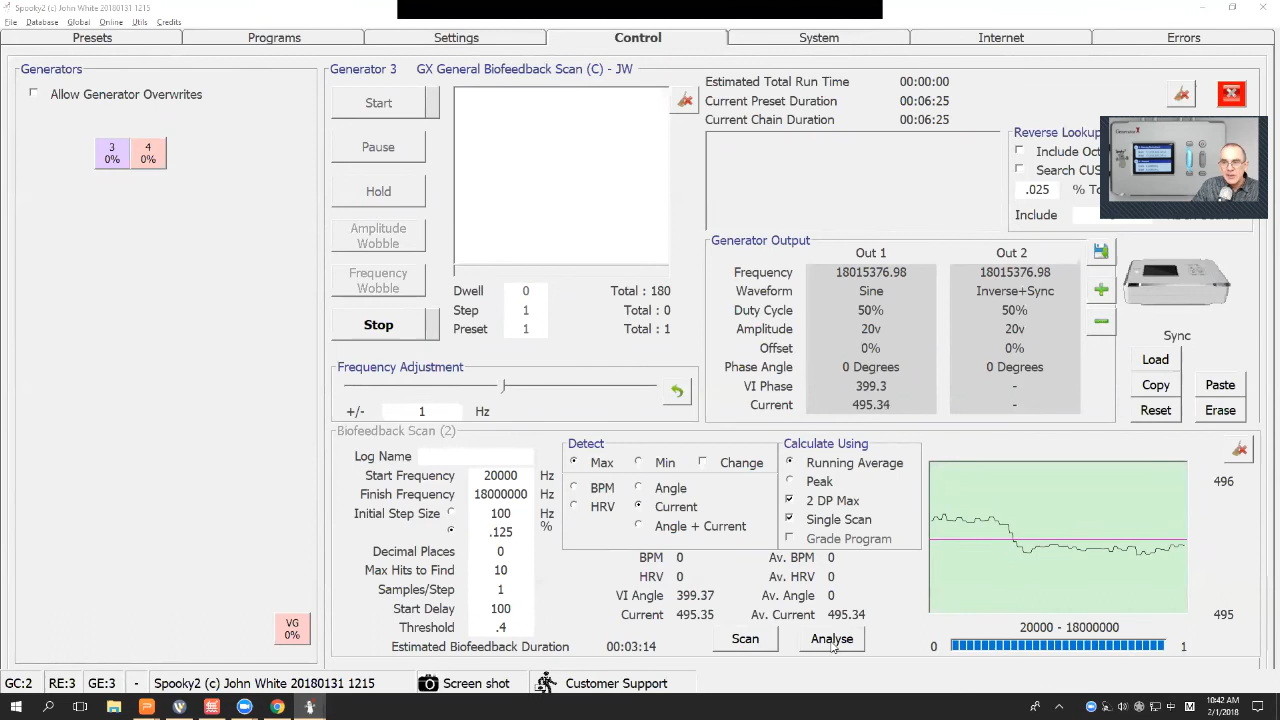 Spooky2 (c) John White 20180131 1215
File Database Global Online Utils Credits
Presets Programs Settings Control System Internet Errors
Generators
Allow Generator Overwrites
3 4
0% 0%
VG
0%
Generator 3 GX General Biofeedback Scan (C) - JW
Start
Pause
Hold
Amplitude
Wobble
Frequency
Wobble
Stop
Dwell 0 Total : 180
Step 1 Total : 0
Preset 1 Total : 1
Frequency Adjustment
+/- 1 Hz
Estimated Total Run Time 00:00:00
Current Preset Duration 00:06:25
Current Chain Duration 00:06:25
Reverse Lookup
Include Oct
Search CUS
.025 % To
Include
Generator Output
Out 1 Out 2
Frequency 18015376.98 18015376.98
Waveform Sine Inverse+Sync
Duty Cycle 50% 50%
Amplitude 20v 20v
Offset 0% 0%
Phase Angle 0 Degrees 0 Degrees
VI Phase 399.3 -
Current 495.34 -
Sync
Load
Copy Paste
Reset Erase
Biofeedback Scan (2)
Log Name
Start Frequency 20000 Hz
Finish Frequency 18000000 Hz
Initial Step Size 100 Hz
.125 %
Decimal Places 0
Max Hits to Find 10
Samples/Step 1
Start Delay 100
Threshold .4
Estimated Biofeedback Duration 00:03:14
Detect
Max Min Change
BPM Angle
HRV Current
Angle + Current
Calculate Using
Running Average
Peak
2 DP Max
Single Scan
Grade Program
BPM 0 Av. BPM 0
HRV 0 Av. HRV 0
VI Angle 399.37 Av. Angle 0
Current 495.35 Av. Current 495.34
Scan Analyse
496
495
20000 - 18000000
0 1
GC:2 RE:3 GE:3 - Spooky2 (c) John White 20180131 1215 Screen shot Customer Support
10:42 AM
2/1/2018